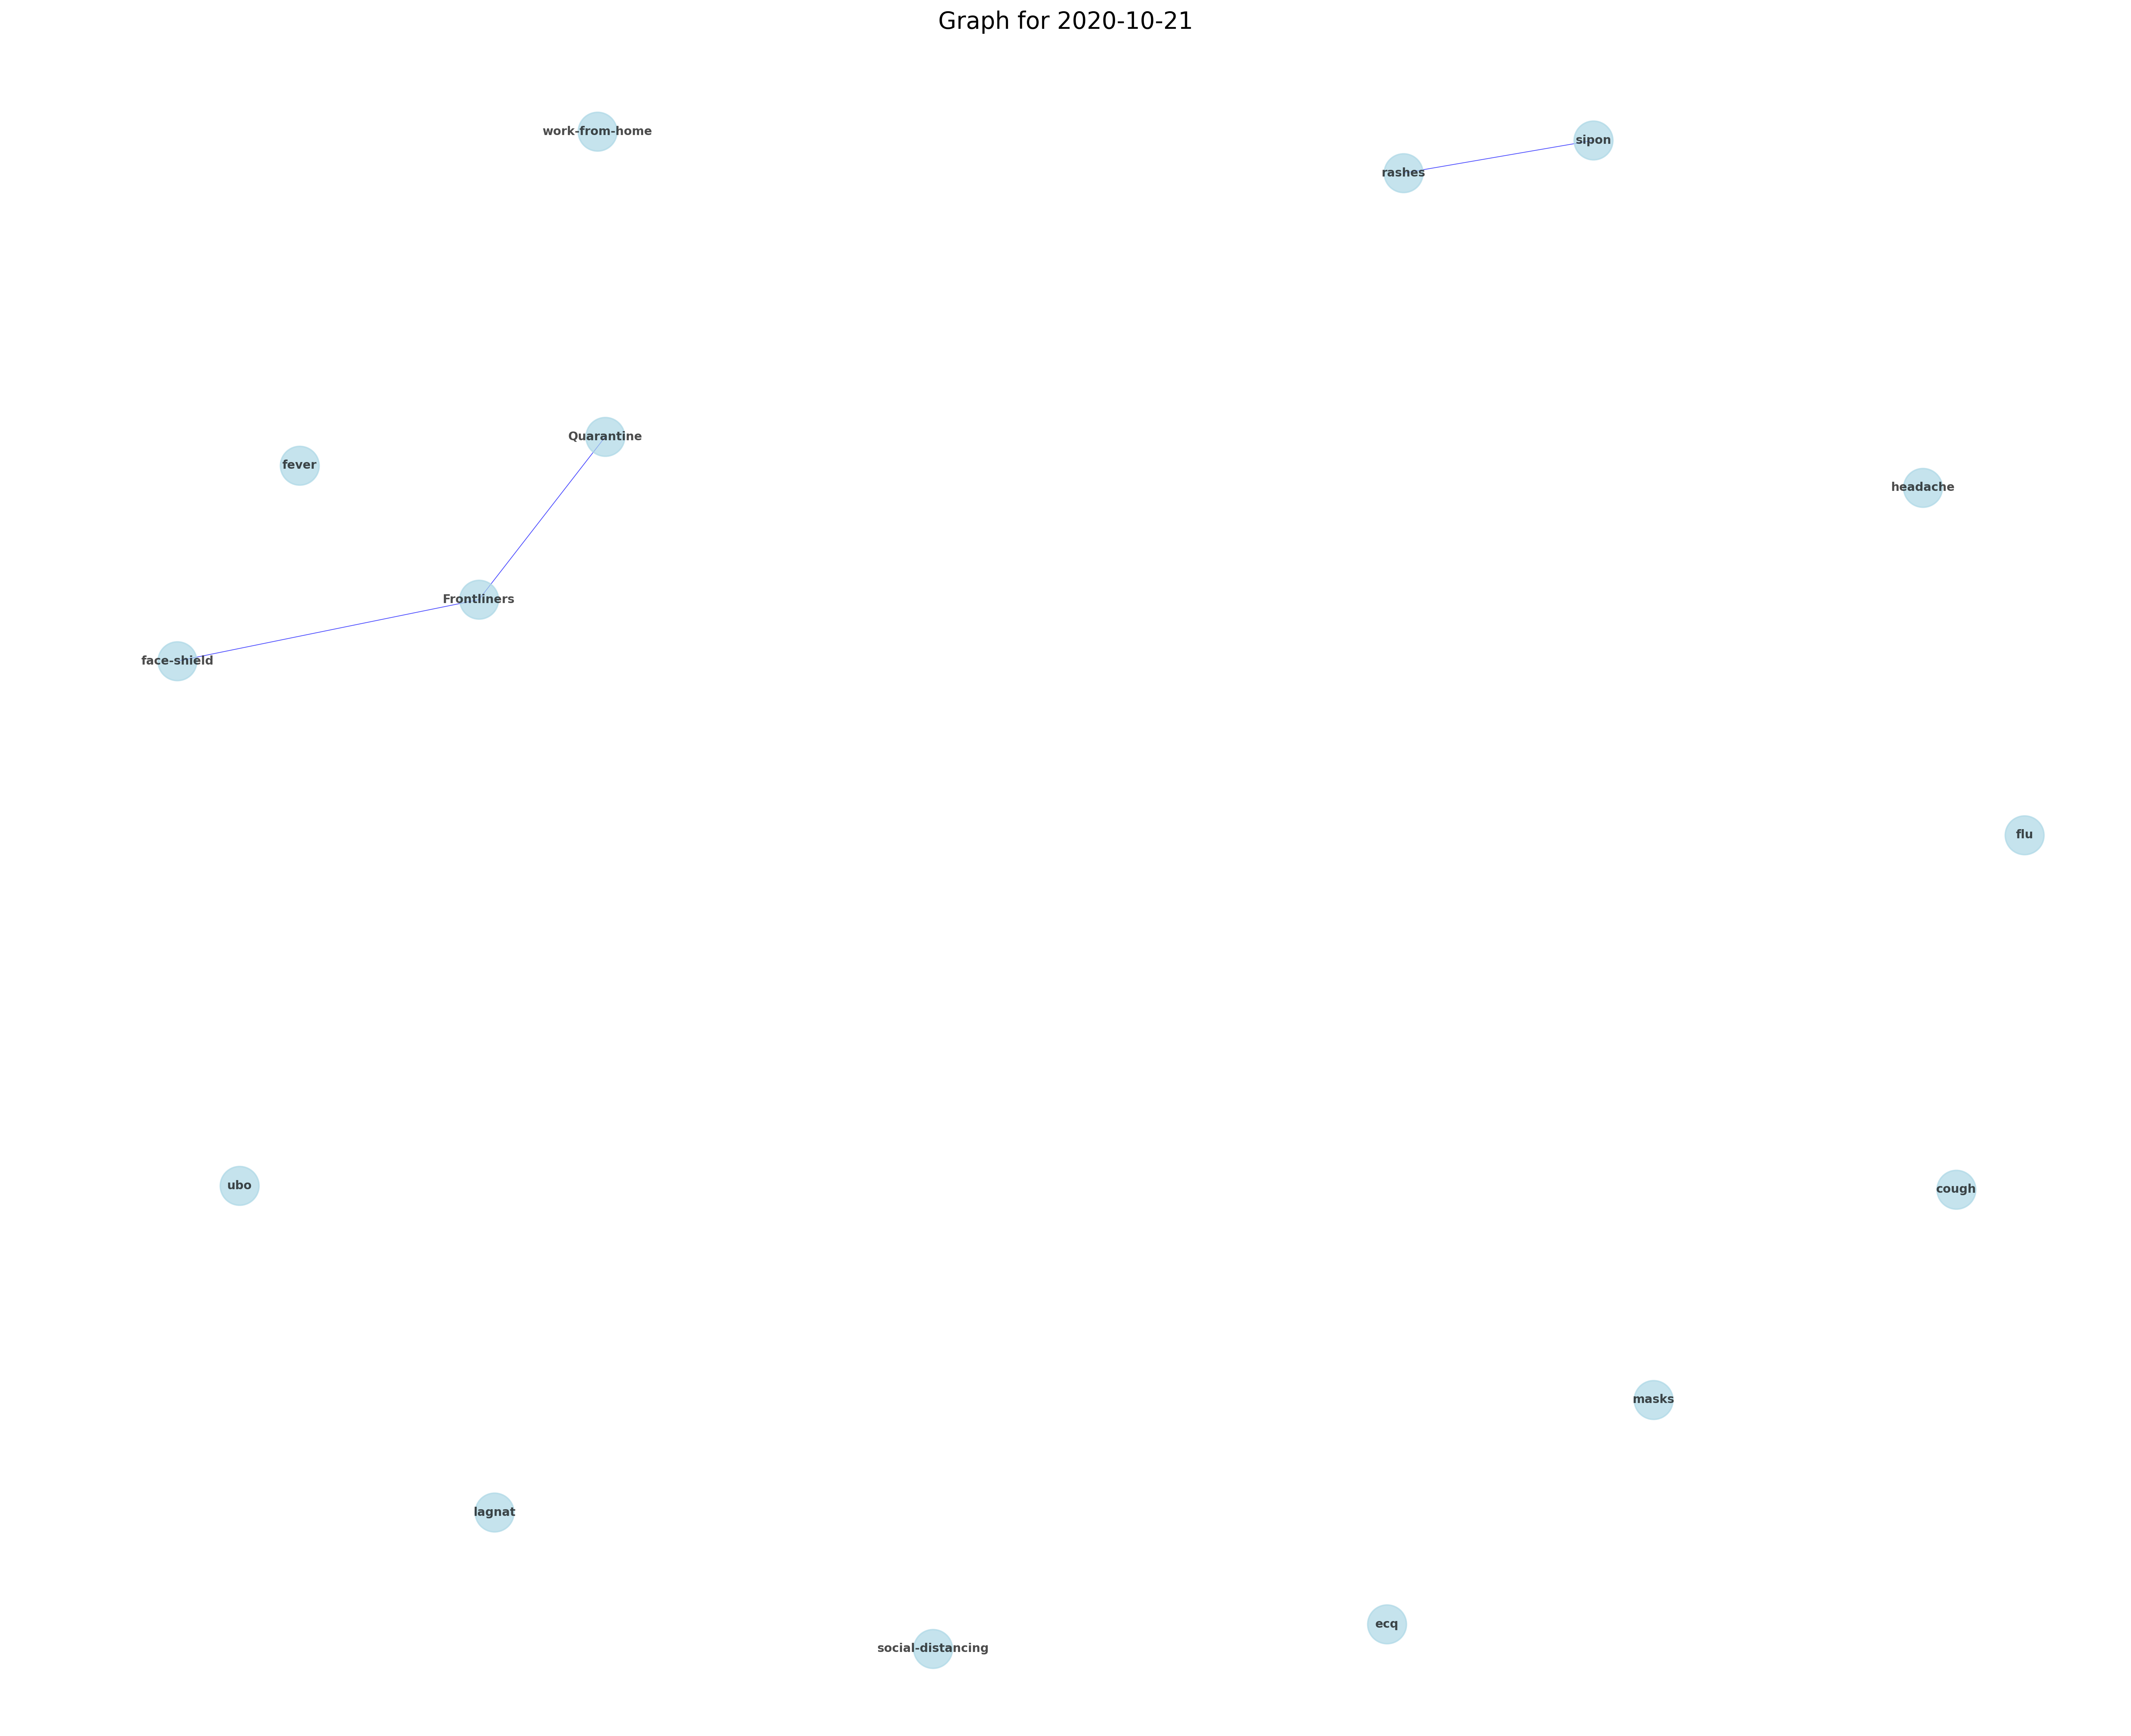 Graph for 2020-10-21
work-from-home
sipon
rashes
Quarantine
fever
headache
Frontliners
face-shield
flu
ubo
cough
masks
lagnat
ecq
social-distancing